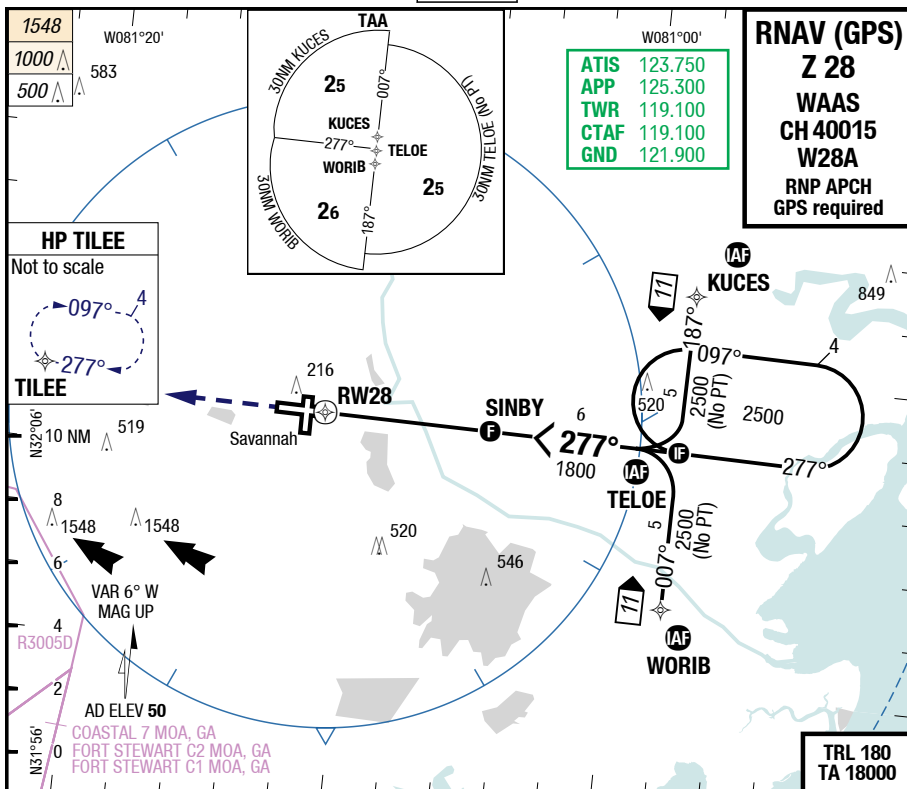 1548
1000
500
583
W081°20'
TAA
30NM KUCES
25
007°
KUCES
277°
TELOE
WORIB
30NM TELOE (No PT)
25
30NM WORIB
26
187°
W081°00'
ATIS 123.750
APP 125.300
TWR 119.100
CTAF 119.100
GND 121.900
RNAV (GPS)
Z 28
WAAS
CH 40015
W28A
RNP APCH
GPS required
HP TILEE
Not to scale
097° 4
277°
TILEE
IAF
KUCES
849
11
187°
097°
4
5
2500
(No PT)
520
2500
216
RW28
Savannah
SINBY
F
6
277°
1800
IF
277°
IAF
TELOE
N32°06'
10 NM
519
8
1548
1548
6
520
546
5
2500
(No PT)
007°
11
IAF
WORIB
VAR 6° W
MAG UP
4
R3005D
2
AD ELEV 50
COASTAL 7 MOA, GA
FORT STEWART C2 MOA, GA
FORT STEWART C1 MOA, GA
N31°56'
0
TRL 180
TA 18000